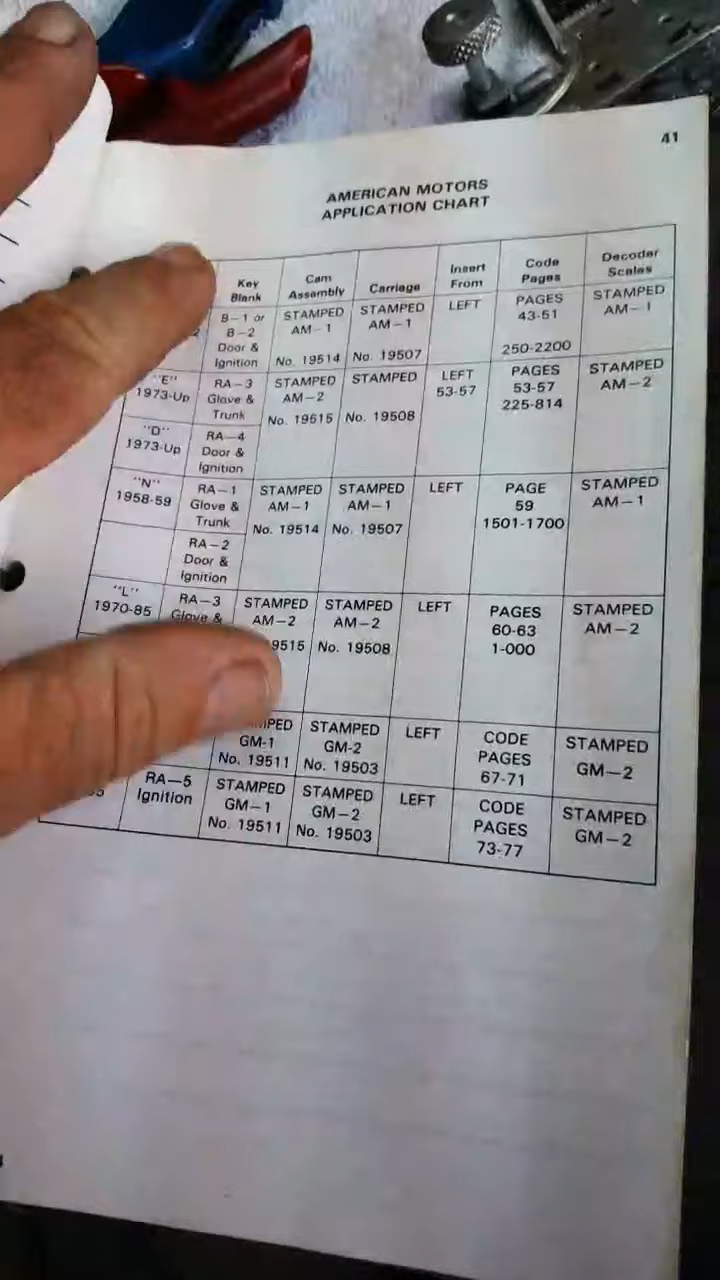 41
AMERICAN MOTORS
APPLICATION CHART
Key Blank
Cam Assembly
Carriage
Insert From
Code Pages
Decoder Scales
B-1 or B-2 Door & Ignition
STAMPED AM-1 No. 19514
STAMPED AM-1 No. 19507
LEFT
PAGES 43-51 250-2200
STAMPED AM-1
"E" 1973-Up
RA-3 Glove & Trunk
STAMPED AM-2 No. 19515
STAMPED No. 19508
LEFT 53-57
PAGES 53-57 225-814
STAMPED AM-2
"D" 1973-Up
RA-4 Door & Ignition
"N" 1958-59
RA-1 Glove & Trunk
STAMPED AM-1 No. 19514
STAMPED AM-1 No. 19507
LEFT
PAGE 59 1501-1700
STAMPED AM-1
RA-2 Door & Ignition
"L" 1970-85
RA-3 Glove &
STAMPED AM-2 9515
STAMPED AM-2 No. 19508
LEFT
PAGES 60-63 1-000
STAMPED AM-2
MPED GM-1 No. 19511
STAMPED GM-2 No. 19503
LEFT
CODE PAGES 67-71
STAMPED GM-2
RA-5 Ignition
STAMPED GM-1 No. 19511
STAMPED GM-2 No. 19503
LEFT
CODE PAGES 73-77
STAMPED GM-2